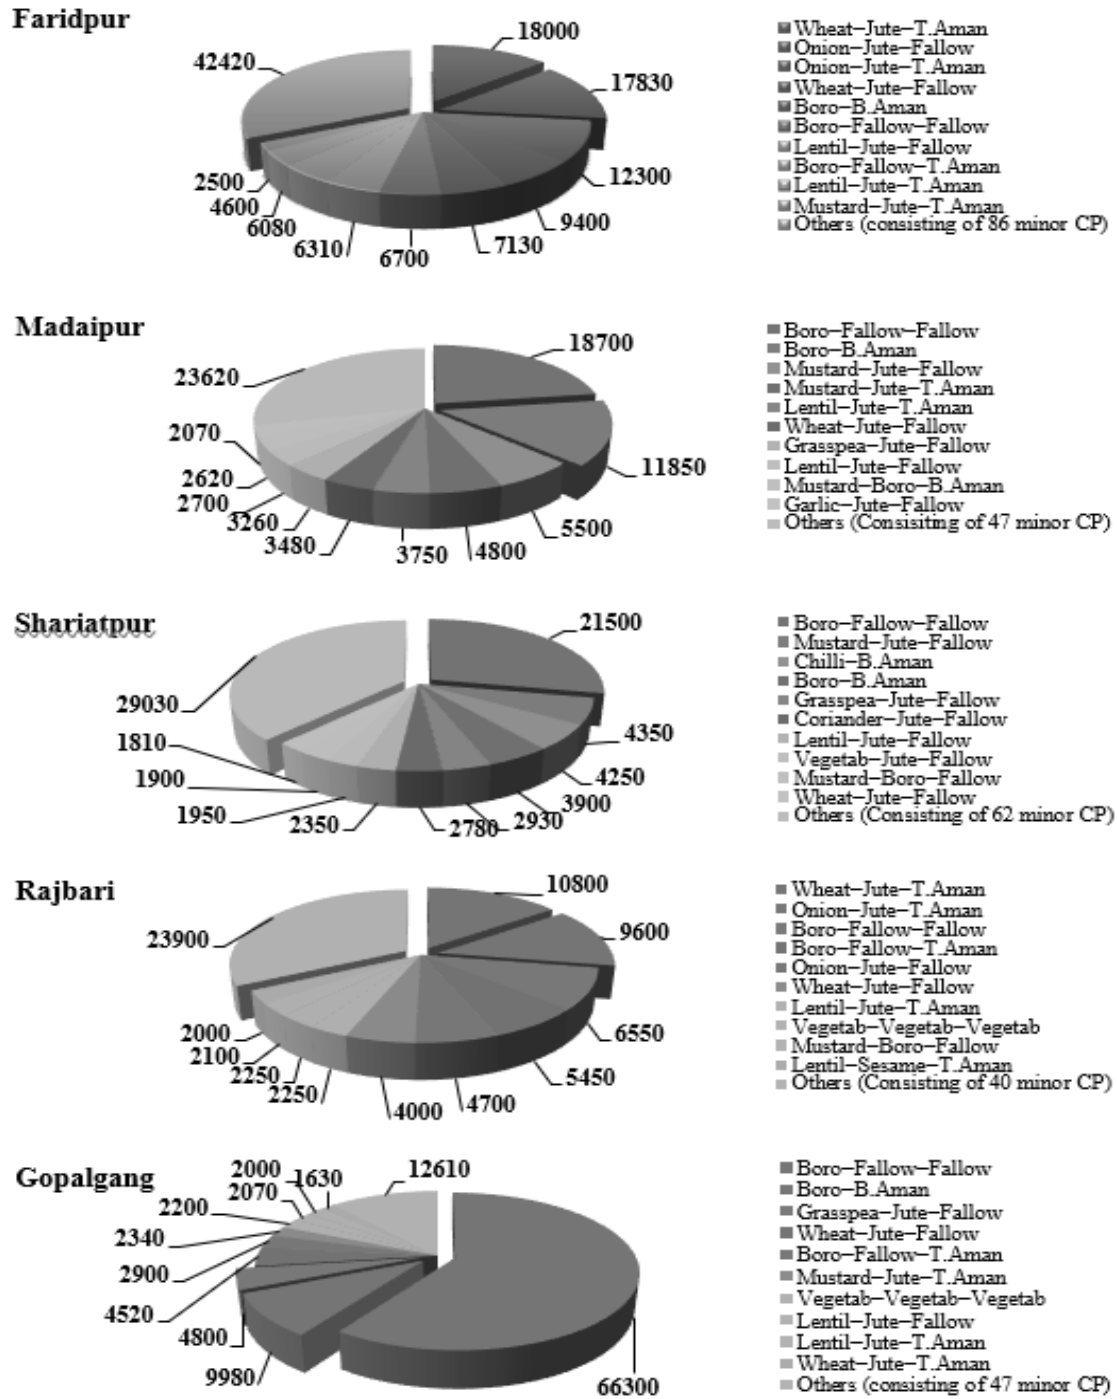 Faridpur
18000
17830
12300
9400
7130
6700
6310
6080
4600
2500
42420
Wheat–Jute–T.Aman
Onion–Jute–Fallow
Onion–Jute–T.Aman
Wheat–Jute–Fallow
Boro–B.Aman
Boro–Fallow–Fallow
Lentil–Jute–Fallow
Boro–Fallow–T.Aman
Lentil–Jute–T.Aman
Mustard–Jute–T.Aman
Others (consisting of 86 minor CP)
Madaipur
18700
11850
5500
4800
3750
3480
3260
2700
2620
2070
23620
Boro–Fallow–Fallow
Boro–B.Aman
Mustard–Jute–Fallow
Mustard–Jute–T.Aman
Lentil–Jute–T.Aman
Wheat–Jute–Fallow
Grasspea–Jute–Fallow
Lentil–Jute–Fallow
Mustard–Boro–B.Aman
Garlic–Jute–Fallow
Others (Consisiting of 47 minor CP)
Shariatpur
21500
4350
4250
3900
2930
2780
2350
1950
1900
1810
29030
Boro–Fallow–Fallow
Mustard–Jute–Fallow
Chilli–B.Aman
Boro–B.Aman
Grasspea–Jute–Fallow
Coriander–Jute–Fallow
Lentil–Jute–Fallow
Vegetab–Jute–Fallow
Mustard–Boro–Fallow
Wheat–Jute–Fallow
Others (Consisting of 62 minor CP)
Rajbari
10800
9600
6550
5450
4700
4000
2250
2250
2100
2000
23900
Wheat–Jute–T.Aman
Onion–Jute–T.Aman
Boro–Fallow–Fallow
Boro–Fallow–T.Aman
Onion–Jute–Fallow
Wheat–Jute–Fallow
Lentil–Jute–T.Aman
Vegetab–Vegetab–Vegetab
Mustard–Boro–Fallow
Lentil–Sesame–T.Aman
Others (Consisting of 40 minor CP)
Gopalgang
66300
9980
4800
4520
2900
2340
2200
2070
2000
1630
12610
Boro–Fallow–Fallow
Boro–B.Aman
Grasspea–Jute–Fallow
Wheat–Jute–Fallow
Boro–Fallow–T.Aman
Mustard–Jute–T.Aman
Vegetab–Vegetab–Vegetab
Lentil–Jute–Fallow
Lentil–Jute–T.Aman
Wheat–Jute–T.Aman
Others (consisting of 47 minor CP)